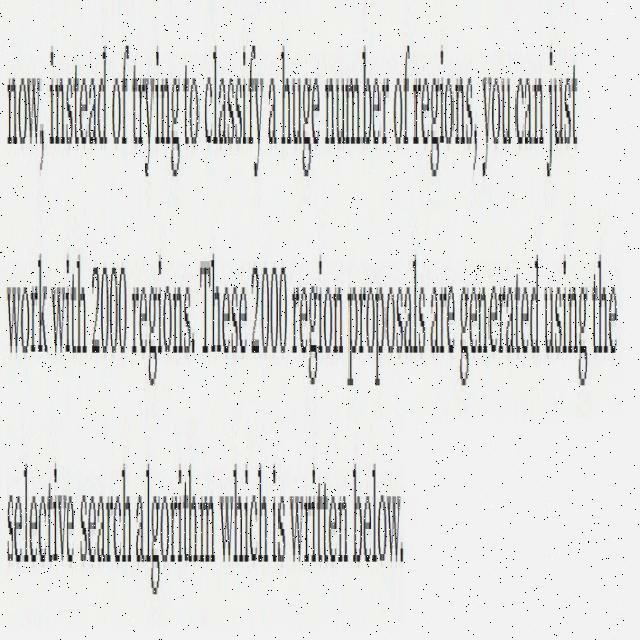 now, instead of trying to classify a huge number of regions, you can just
work with 2000 regions. These 2000 region proposals are generated using the
selective search algorithm which is written below.